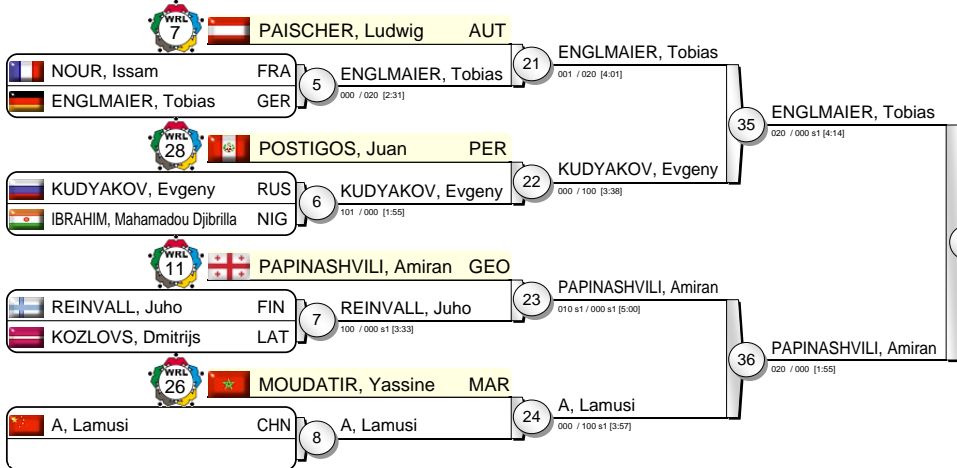 WRL
7
PAISCHER, Ludwig AUT
NOUR, Issam FRA
ENGLMAIER, Tobias GER
5
ENGLMAIER, Tobias
000 / 020 [2:31]
21
ENGLMAIER, Tobias
001 / 020 [4:01]
WRL
28
POSTIGOS, Juan PER
KUDYAKOV, Evgeny RUS
IBRAHIM, Mahamadou Djibrilla NIG
6
KUDYAKOV, Evgeny
101 / 000 [1:55]
22
KUDYAKOV, Evgeny
000 / 100 [3:38]
35
ENGLMAIER, Tobias
020 / 000 s1 [4:14]
WRL
11
PAPINASHVILI, Amiran GEO
REINVALL, Juho FIN
KOZLOVS, Dmitrijs LAT
7
REINVALL, Juho
100 / 000 s1 [3:33]
23
PAPINASHVILI, Amiran
010 s1 / 000 s1 [5:00]
WRL
26
MOUDATIR, Yassine MAR
A, Lamusi CHN
8
A, Lamusi
24
A, Lamusi
000 / 100 s1 [3:57]
36
PAPINASHVILI, Amiran
020 / 000 [1:55]